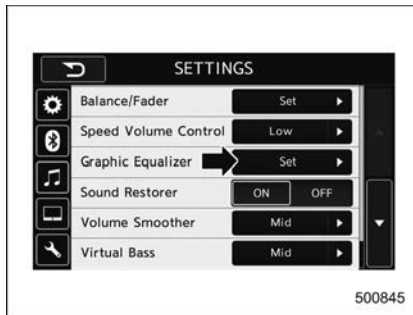 SETTINGS
Balance/Fader Set
Speed Volume Control Low
Graphic Equalizer Set
Sound Restorer ON OFF
Volume Smoother Mid
Virtual Bass Mid
500845